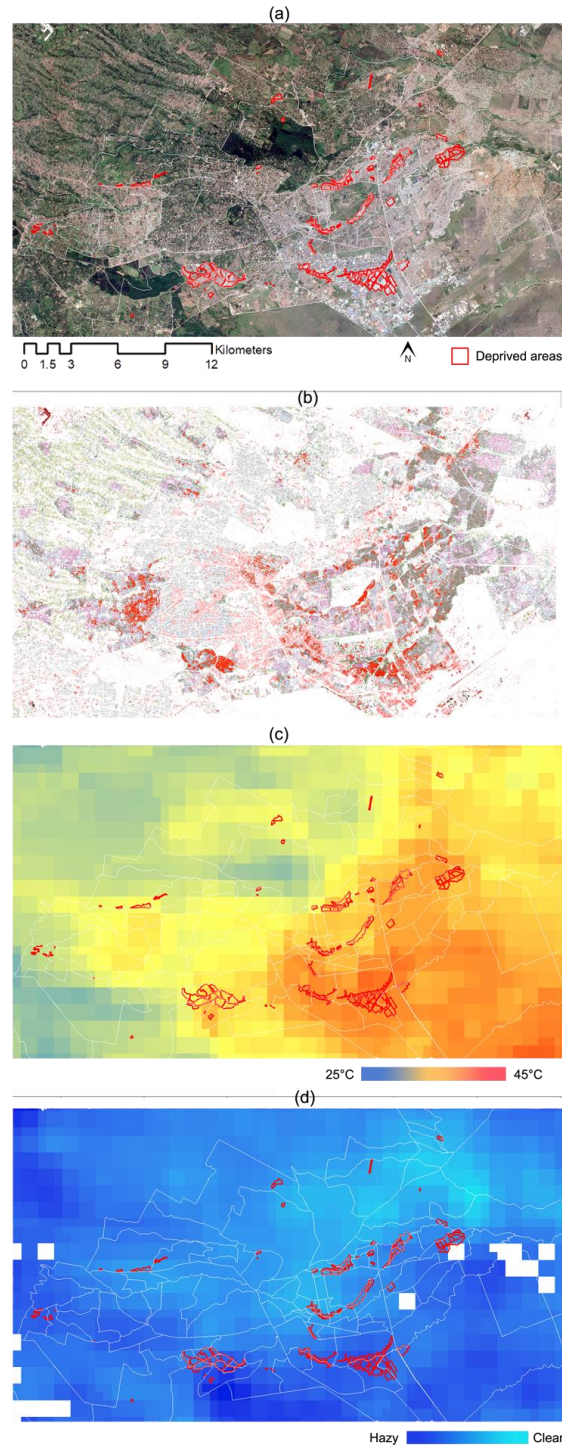 (a)
Kilometers
0 1.5 3 6 9 12
N
Deprived areas
(b)
(c)
25°C 45°C
(d)
Hazy Clear